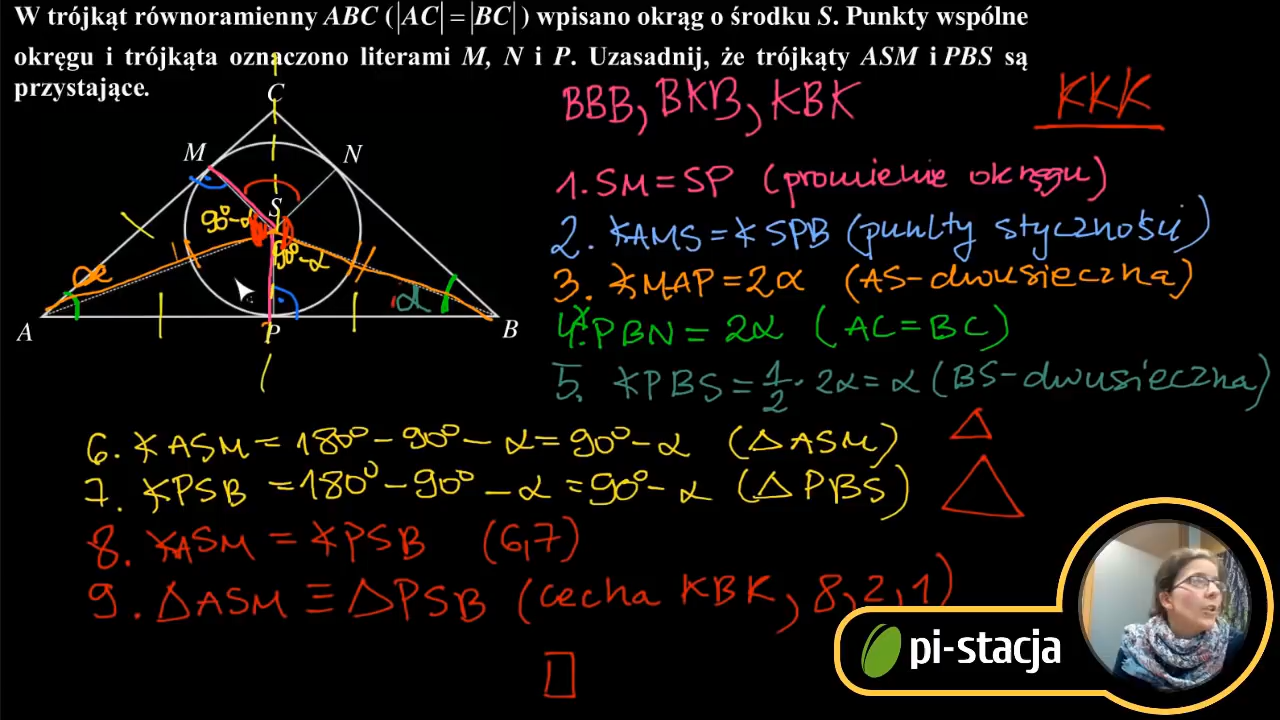 W trójkąt równoramienny ABC (|AC| = |BC|) wpisano okrąg o środku S. Punkty wspólne
okręgu i trójkąta oznaczono literami M, N i P. Uzasadnij, że trójkąty ASM i PBS są
przystające.
BBB, BKB, KBK
KKK
C
M
N
S
90°-α
90°-α
α
α
A
P
B
1. SM = SP (promienie okręgu)
2. ∢AMS = ∢SPB (punkty styczności)
3. ∢MAP = 2α (AS-dwusieczna)
4. ∢PBN = 2α (AC = BC)
5. ∢PBS = 1/2 · 2α = α (BS-dwusieczna)
6. ∢ASM = 180° - 90° - α = 90° - α (△ASM)
7. ∢PSB = 180° - 90° - α = 90° - α (△PBS)
8. ∢ASM = ∢PSB (6,7)
9. △ASM ≡ △PSB (cecha KBK, 8, 2, 1)
pi-stacja